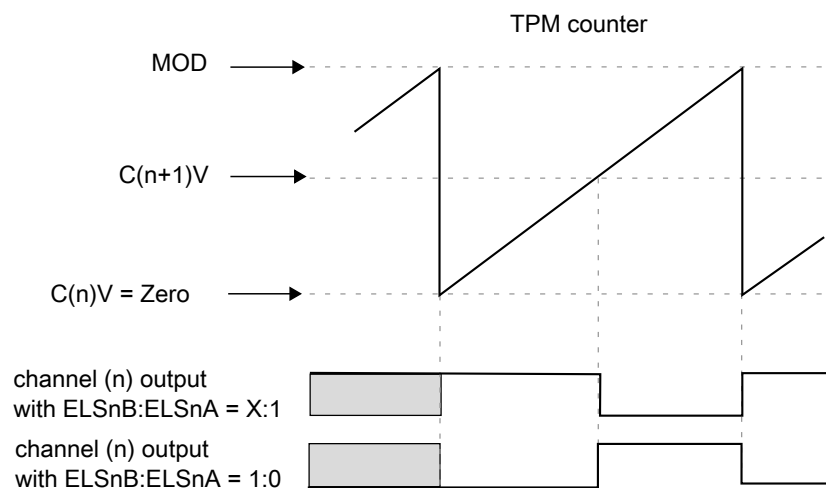 TPM counter
MOD
C(n+1)V
C(n)V = Zero
channel (n) output
with ELSnB:ELSnA = X:1
channel (n) output
with ELSnB:ELSnA = 1:0